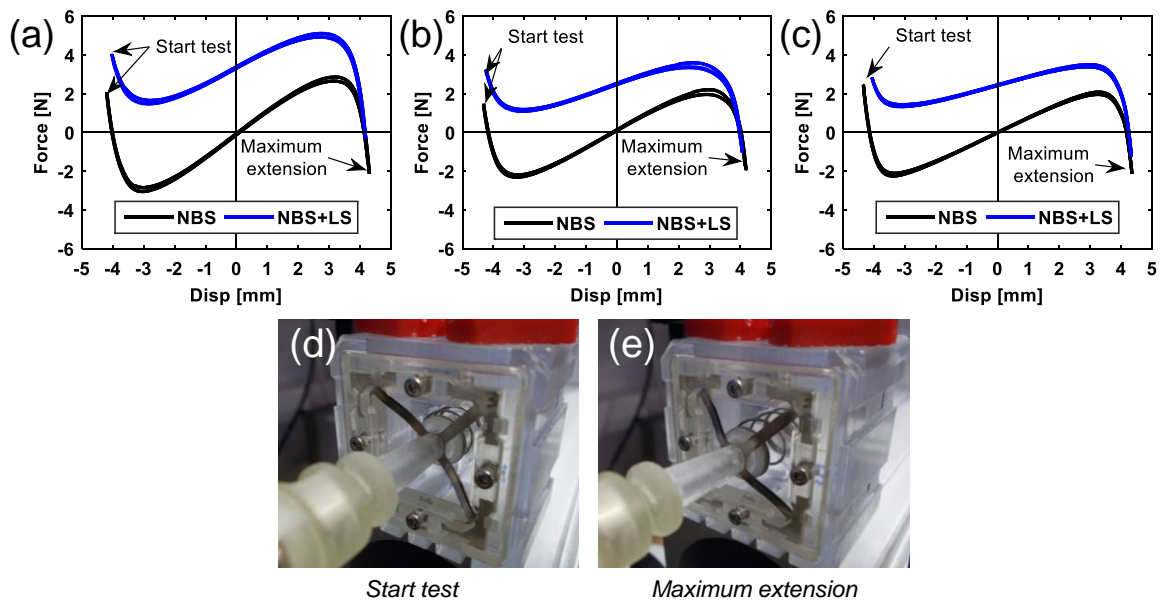 (a)
Force [N]
6
4
2
0
-2
-4
-6
Start test
Maximum
extension
NBS NBS+LS
-5 -4 -3 -2 -1 0 1 2 3 4 5
Disp [mm]
(b)
Force [N]
6
4
2
0
-2
-4
-6
Start test
Maximum
extension
NBS NBS+LS
-5 -4 -3 -2 -1 0 1 2 3 4 5
Disp [mm]
(c)
Force [N]
6
4
2
0
-2
-4
-6
Start test
Maximum
extension
NBS NBS+LS
-5 -4 -3 -2 -1 0 1 2 3 4 5
Disp [mm]
(d)
(e)
Start test
Maximum extension